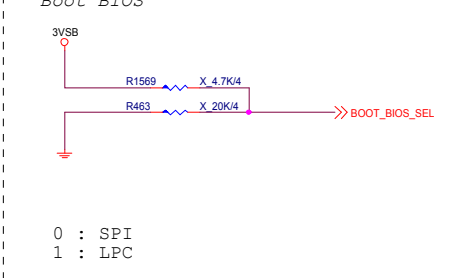 Boot BIOS
3VSB
R1569 X_4.7K/4
R463 X_20K/4
BOOT_BIOS_SEL
0 : SPI
1 : LPC